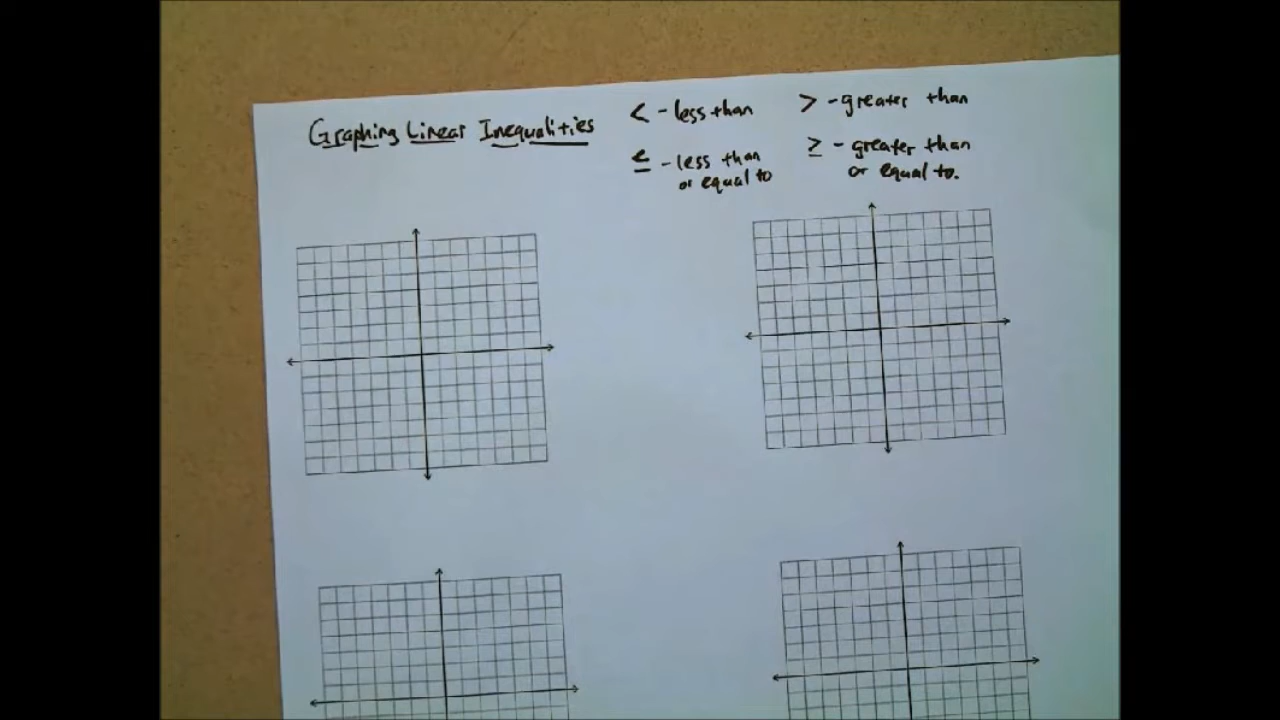 Graphing Linear Inequalities
< - less than
> - greater than
≤ - less than
or equal to
≥ - greater than
or equal to.